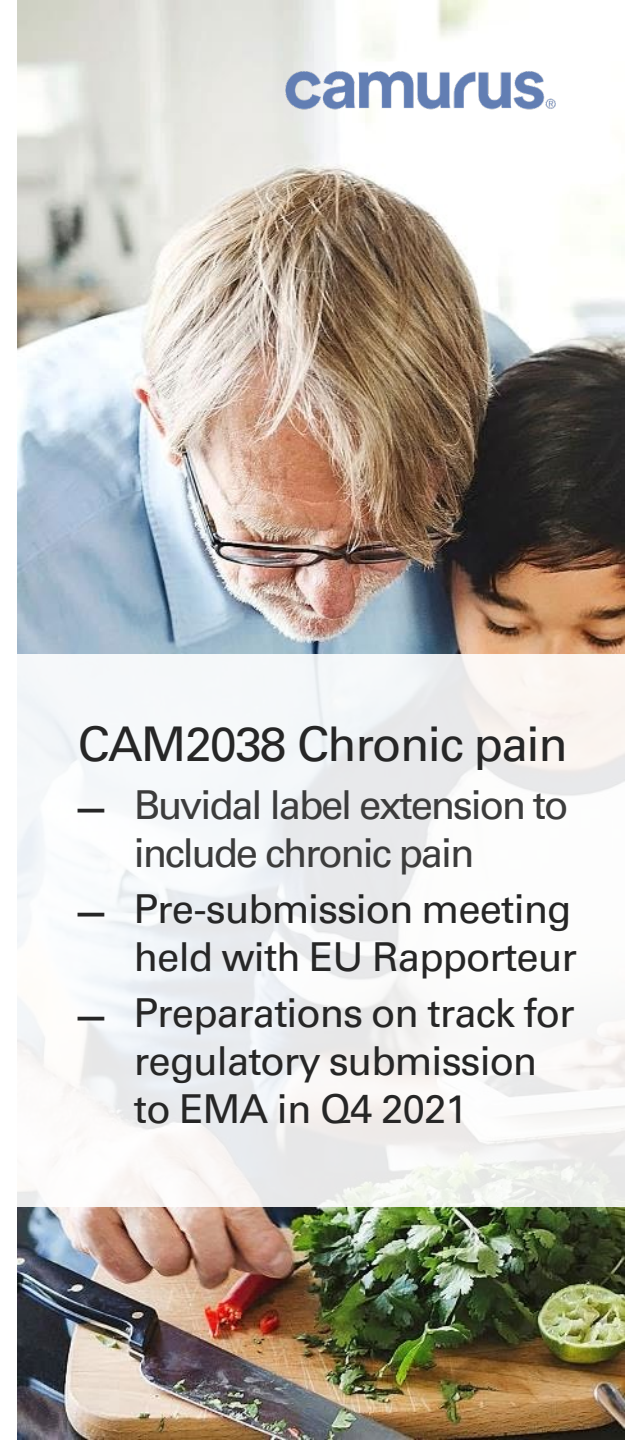 camurus®
CAM2038 Chronic pain
— Buvidal label extension to
include chronic pain
— Pre-submission meeting
held with EU Rapporteur
— Preparations on track for
regulatory submission
to EMA in Q4 2021